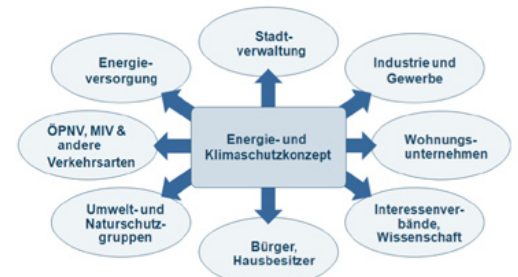 Stadt-
verwaltung
Energie-
versorgung
Industrie und
Gewerbe
ÖPNV, MIV &
andere
Verkehrsarten
Energie- und
Klimaschutzkonzept
Wohnungs-
unternehmen
Umwelt- und
Naturschutz-
gruppen
Bürger,
Hausbesitzer
Interessenver-
bände,
Wissenschaft